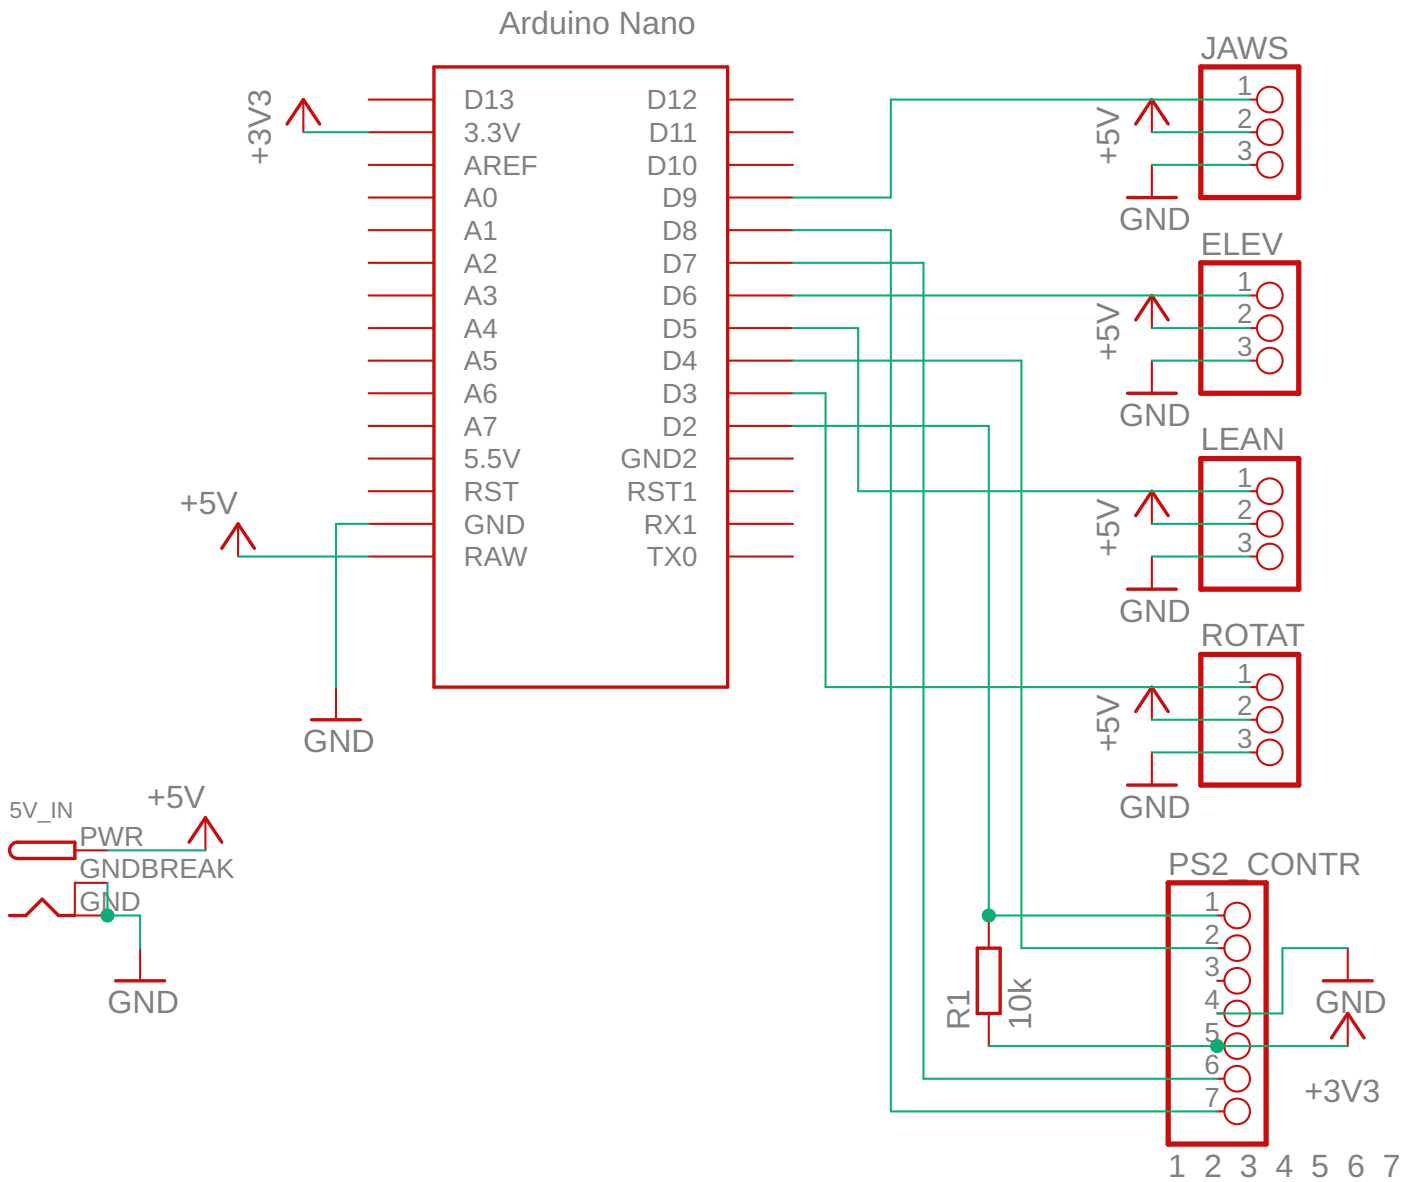 Arduino Nano
+3V3
D13
3.3V
AREF
A0
A1
A2
A3
A4
A5
A6
A7
5.5V
RST
GND
RAW
D12
D11
D10
D9
D8
D7
D6
D5
D4
D3
D2
GND2
RST1
RX1
TX0
+5V
GND
5V_IN
+5V
PWR
GNDBREAK
GND
GND
JAWS
1
2
3
+5V
GND
ELEV
1
2
3
+5V
GND
LEAN
1
2
3
+5V
GND
ROTAT
1
2
3
+5V
GND
PS2_CONTR
1
2
3
4
5
6
7
R1
10k
GND
+3V3
1 2 3 4 5 6 7